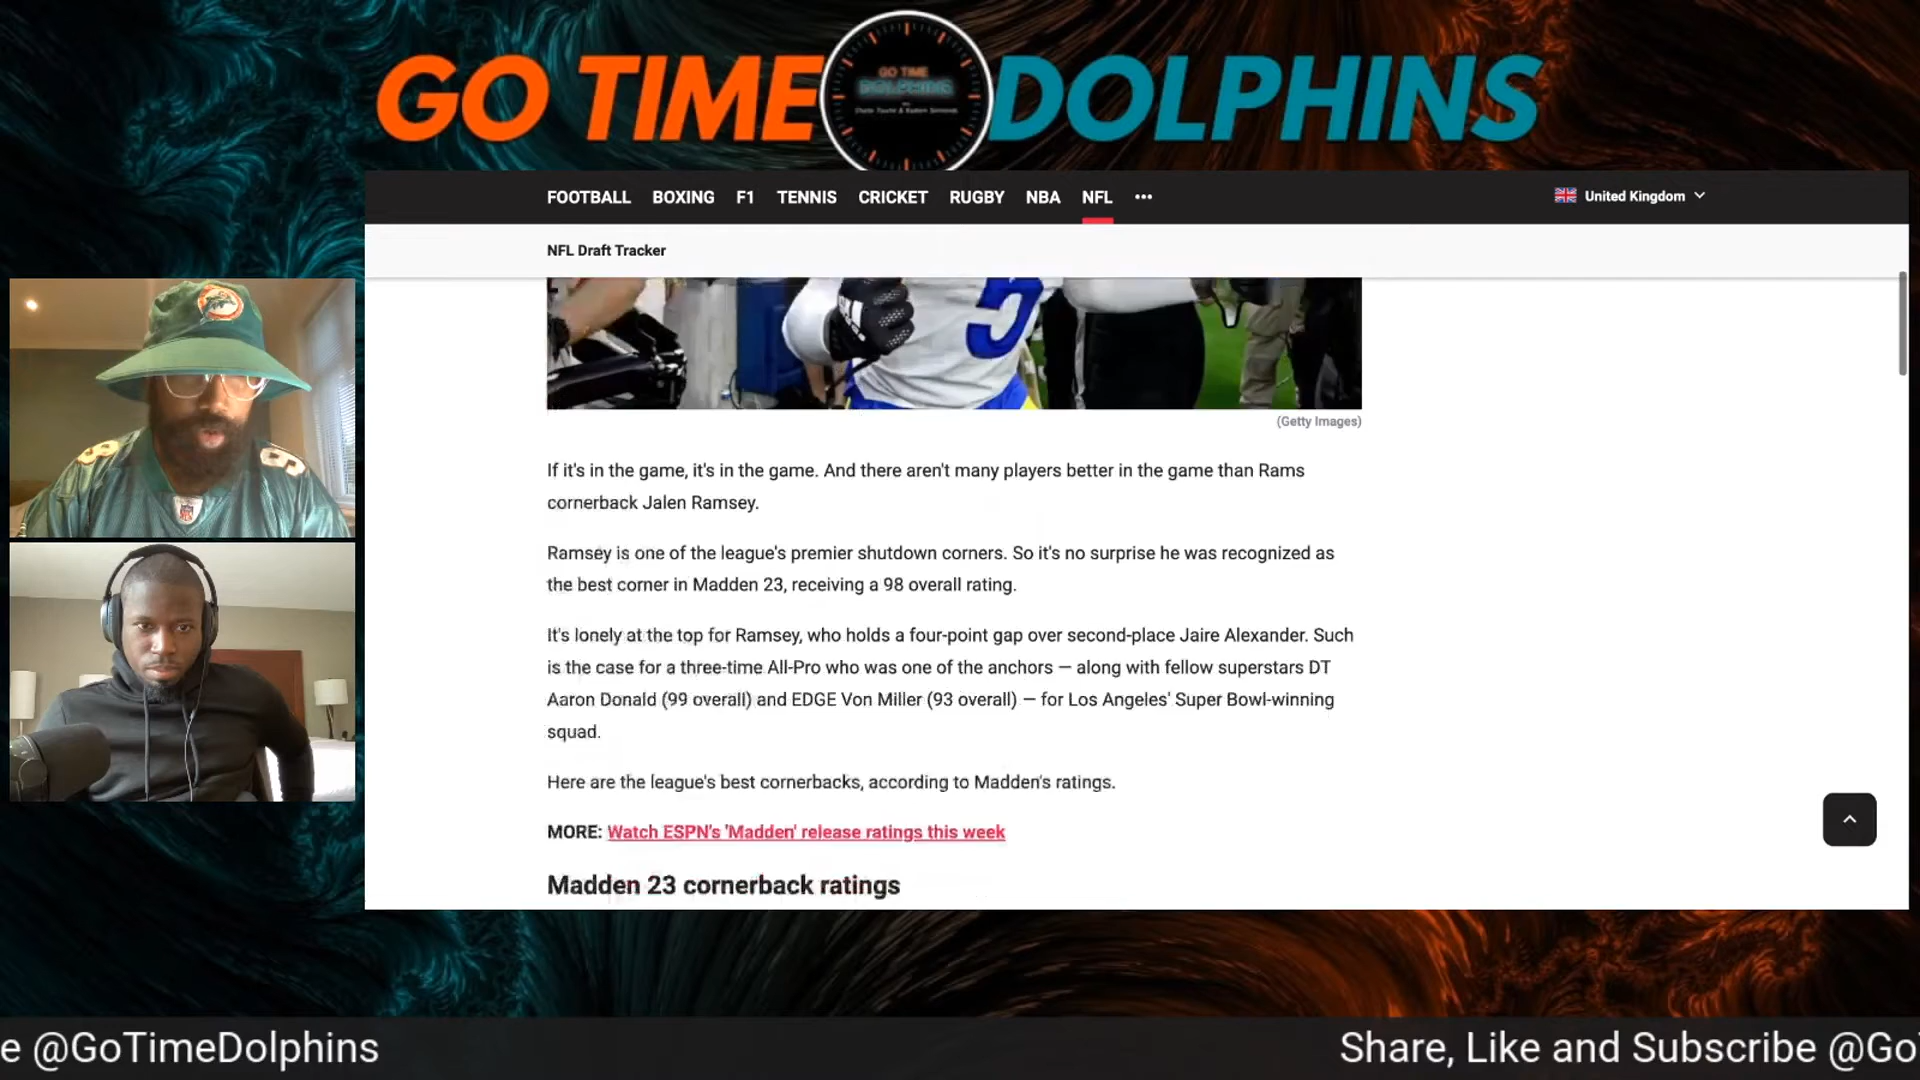 GO TIME DOLPHINS
GO TIME
DOLPHINS
FOOTBALL BOXING F1 TENNIS CRICKET RUGBY NBA NFL ••• United Kingdom
NFL Draft Tracker
5
(Getty Images)
If it's in the game, it's in the game. And there aren't many players better in the game than Rams
cornerback Jalen Ramsey.
Ramsey is one of the league's premier shutdown corners. So it's no surprise he was recognized as
the best corner in Madden 23, receiving a 98 overall rating.
It's lonely at the top for Ramsey, who holds a four-point gap over second-place Jaire Alexander. Such
is the case for a three-time All-Pro who was one of the anchors — along with fellow superstars DT
Aaron Donald (99 overall) and EDGE Von Miller (93 overall) — for Los Angeles' Super Bowl-winning
squad.
Here are the league's best cornerbacks, according to Madden's ratings.
MORE: Watch ESPN's 'Madden' release ratings this week
Madden 23 cornerback ratings
e @GoTimeDolphins Share, Like and Subscribe @GoT